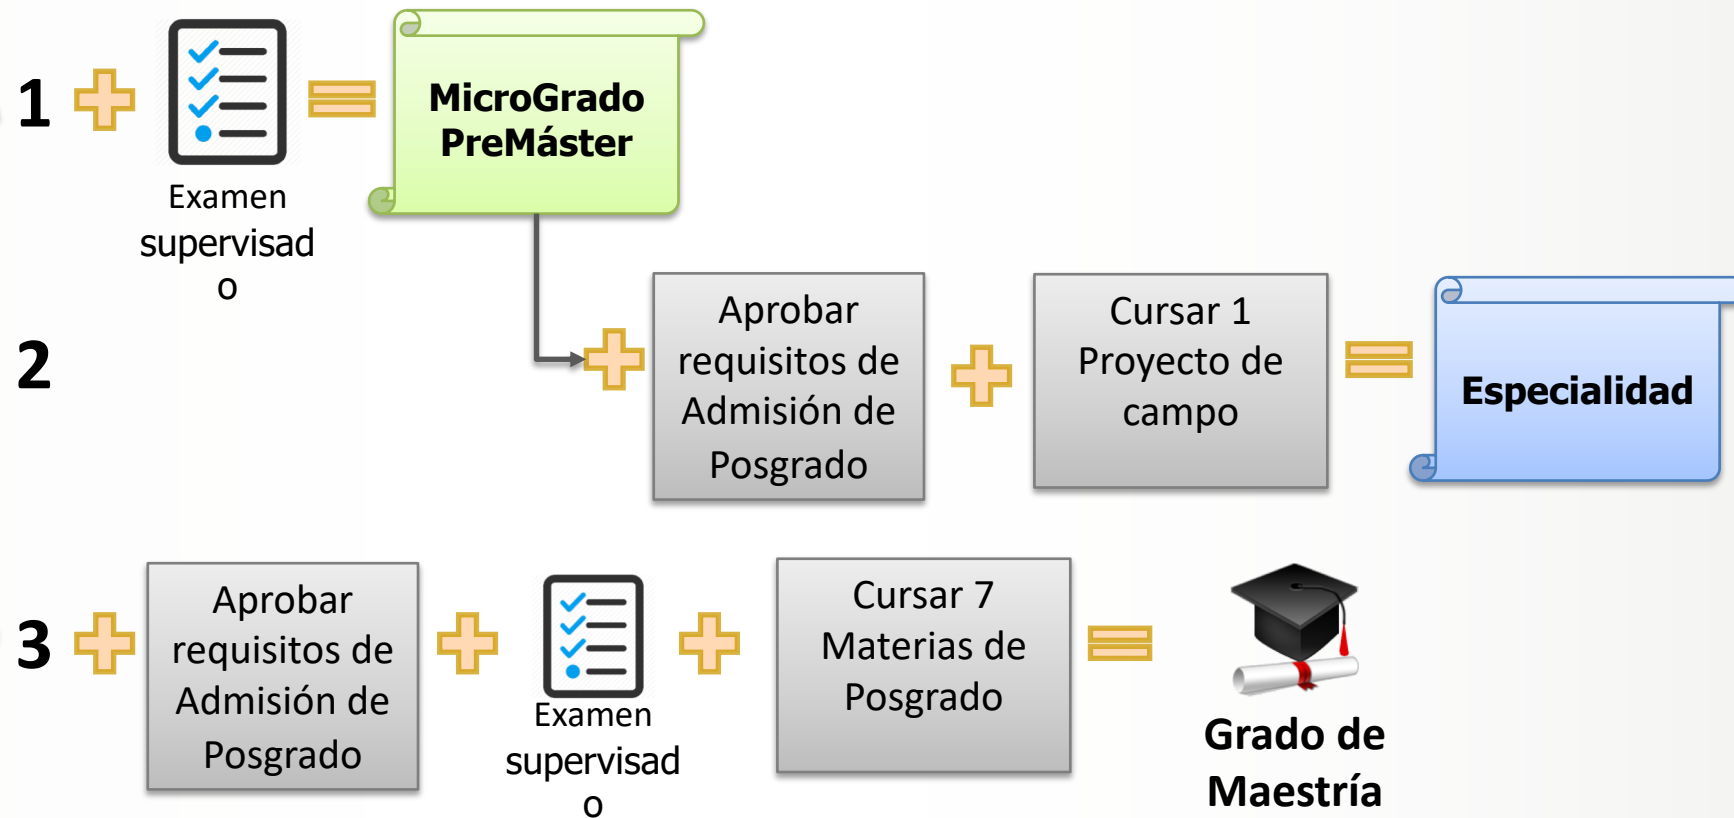 1
MicroGrado
PreMáster
Examen
supervisad
o
2
Aprobar
requisitos de
Admisión de
Posgrado
Cursar 1
Proyecto de
campo
Especialidad
3
Aprobar
requisitos de
Admisión de
Posgrado
Examen
supervisad
o
Cursar 7
Materias de
Posgrado
Grado de
Maestría